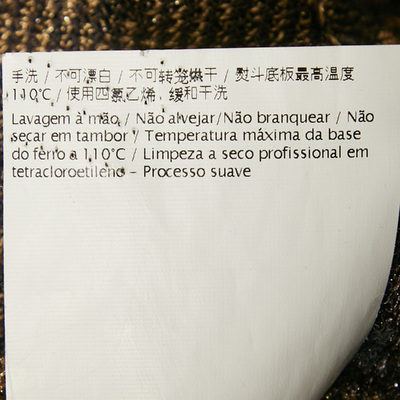 手洗 / 不可漂白 / 不可转笼烘干 / 熨斗底板最高温度
110°C / 使用四氯乙烯, 缓和干洗
Lavagem à mão / Não alvejar/Não branquear / Não
secar em tambor / Temperatura máxima da base
do ferro a 110°C / Limpeza a seco profissional em
tetracloroetileno – Processo suave